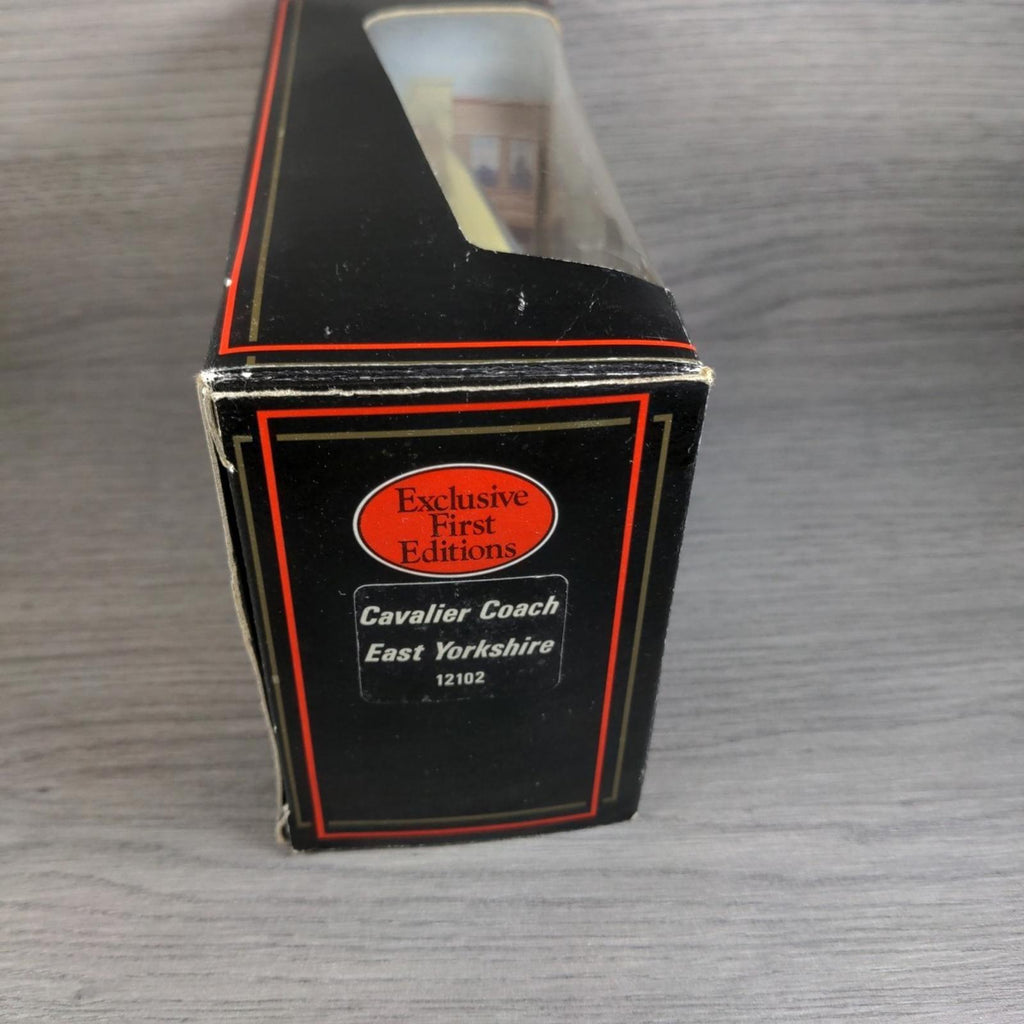 Exclusive
First
Editions
Cavalier Coach
East Yorkshire
12102